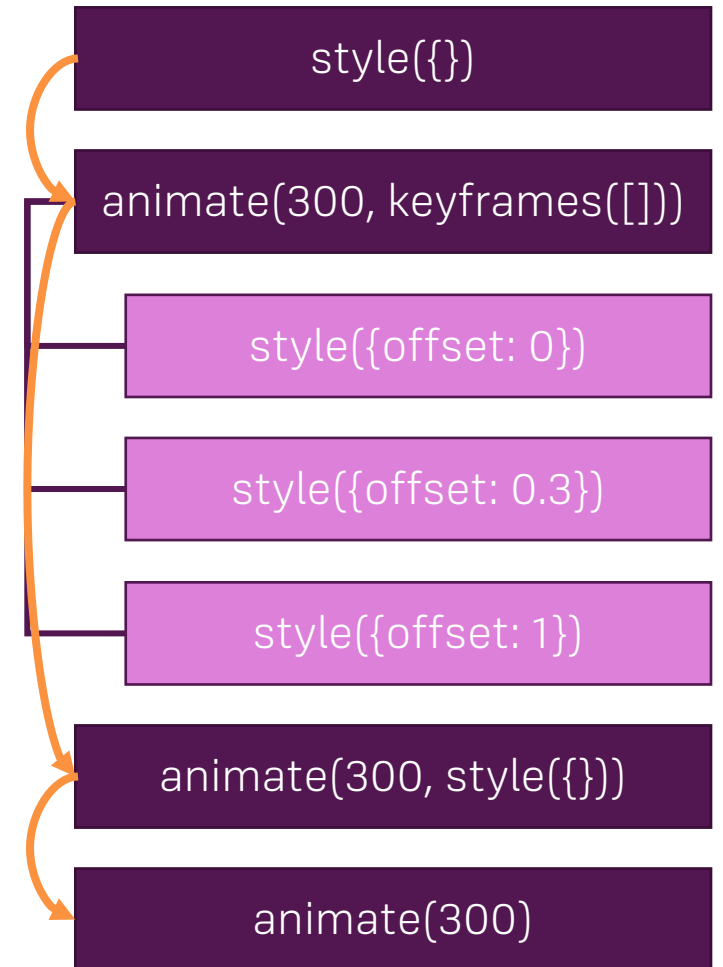 style({})
animate(300, keyframes([]))
style({offset: 0})
style({offset: 0.3})
style({offset: 1})
animate(300, style({}))
animate(300)